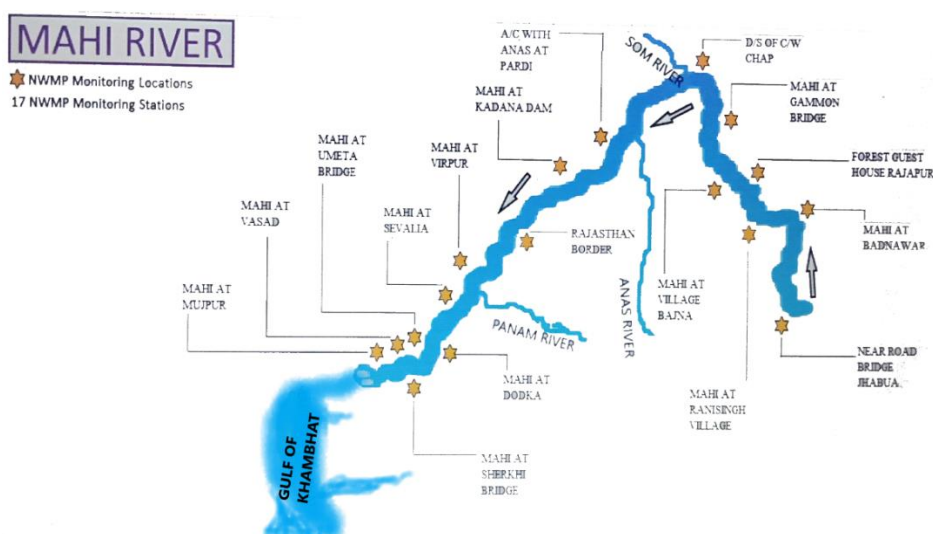 MAHI RIVER
NWMP Monitoring Locations
17 NWMP Monitoring Stations
A/C WITH
ANAS AT
PARDI
SOM RIVER
D/S OF C/W
CHAP
MAHI AT
KADANA DAM
MAHI AT
GAMMON
BRIDGE
MAHI AT
UMETA
BRIDGE
MAHI AT
VIRPUR
FOREST GUEST
HOUSE RAJAPUR
MAHI AT
VASAD
MAHI AT
SEVALIA
RAJASTHAN
BORDER
MAHI AT
BADNAWAR
MAHI AT
MUJPUR
ANAS RIVER
MAHI AT
VILLAGE
BAJNA
PANAM RIVER
NEAR ROAD
BRIDGE
JHABUA
MAHI AT
DODKA
MAHI AT
RANISINGH
VILLAGE
GULF OF
KHAMBHAT
MAHI AT
SHERKHI
BRIDGE